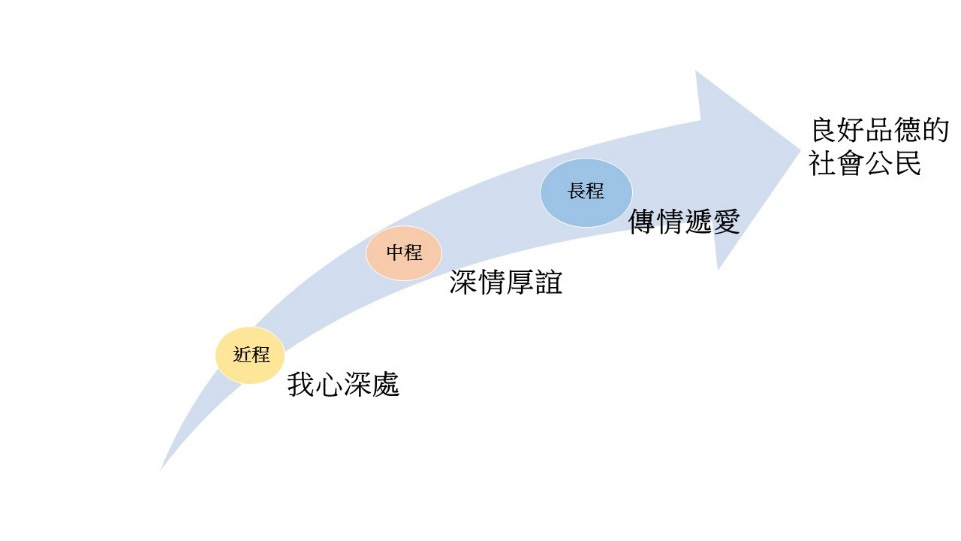 良好品德的
社會公民
長程
傳情遞愛
中程
深情厚誼
近程
我心深處